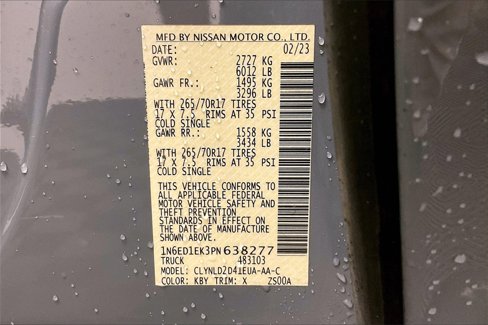 MFD BY NISSAN MOTOR CO., LTD.
DATE: 02/23
GVWR: 2727 KG
6012 LB
GAWR FR.: 1495 KG
3296 LB
WITH 265/70R17 TIRES
17 X 7.5 RIMS AT 35 PSI
COLD SINGLE
GAWR RR.: 1558 KG
3434 LB
WITH 265/70R17 TIRES
17 X 7.5 RIMS AT 35 PSI
COLD SINGLE
THIS VEHICLE CONFORMS TO
ALL APPLICABLE FEDERAL
MOTOR VEHICLE SAFETY AND
THEFT PREVENTION
STANDARDS IN EFFECT ON
THE DATE OF MANUFACTURE
SHOWN ABOVE.
1N6ED1EK3PN638277
TRUCK 483103
MODEL: CLYNLD2D41EUA-AA-C
COLOR: KBY TRIM: X ZS00A